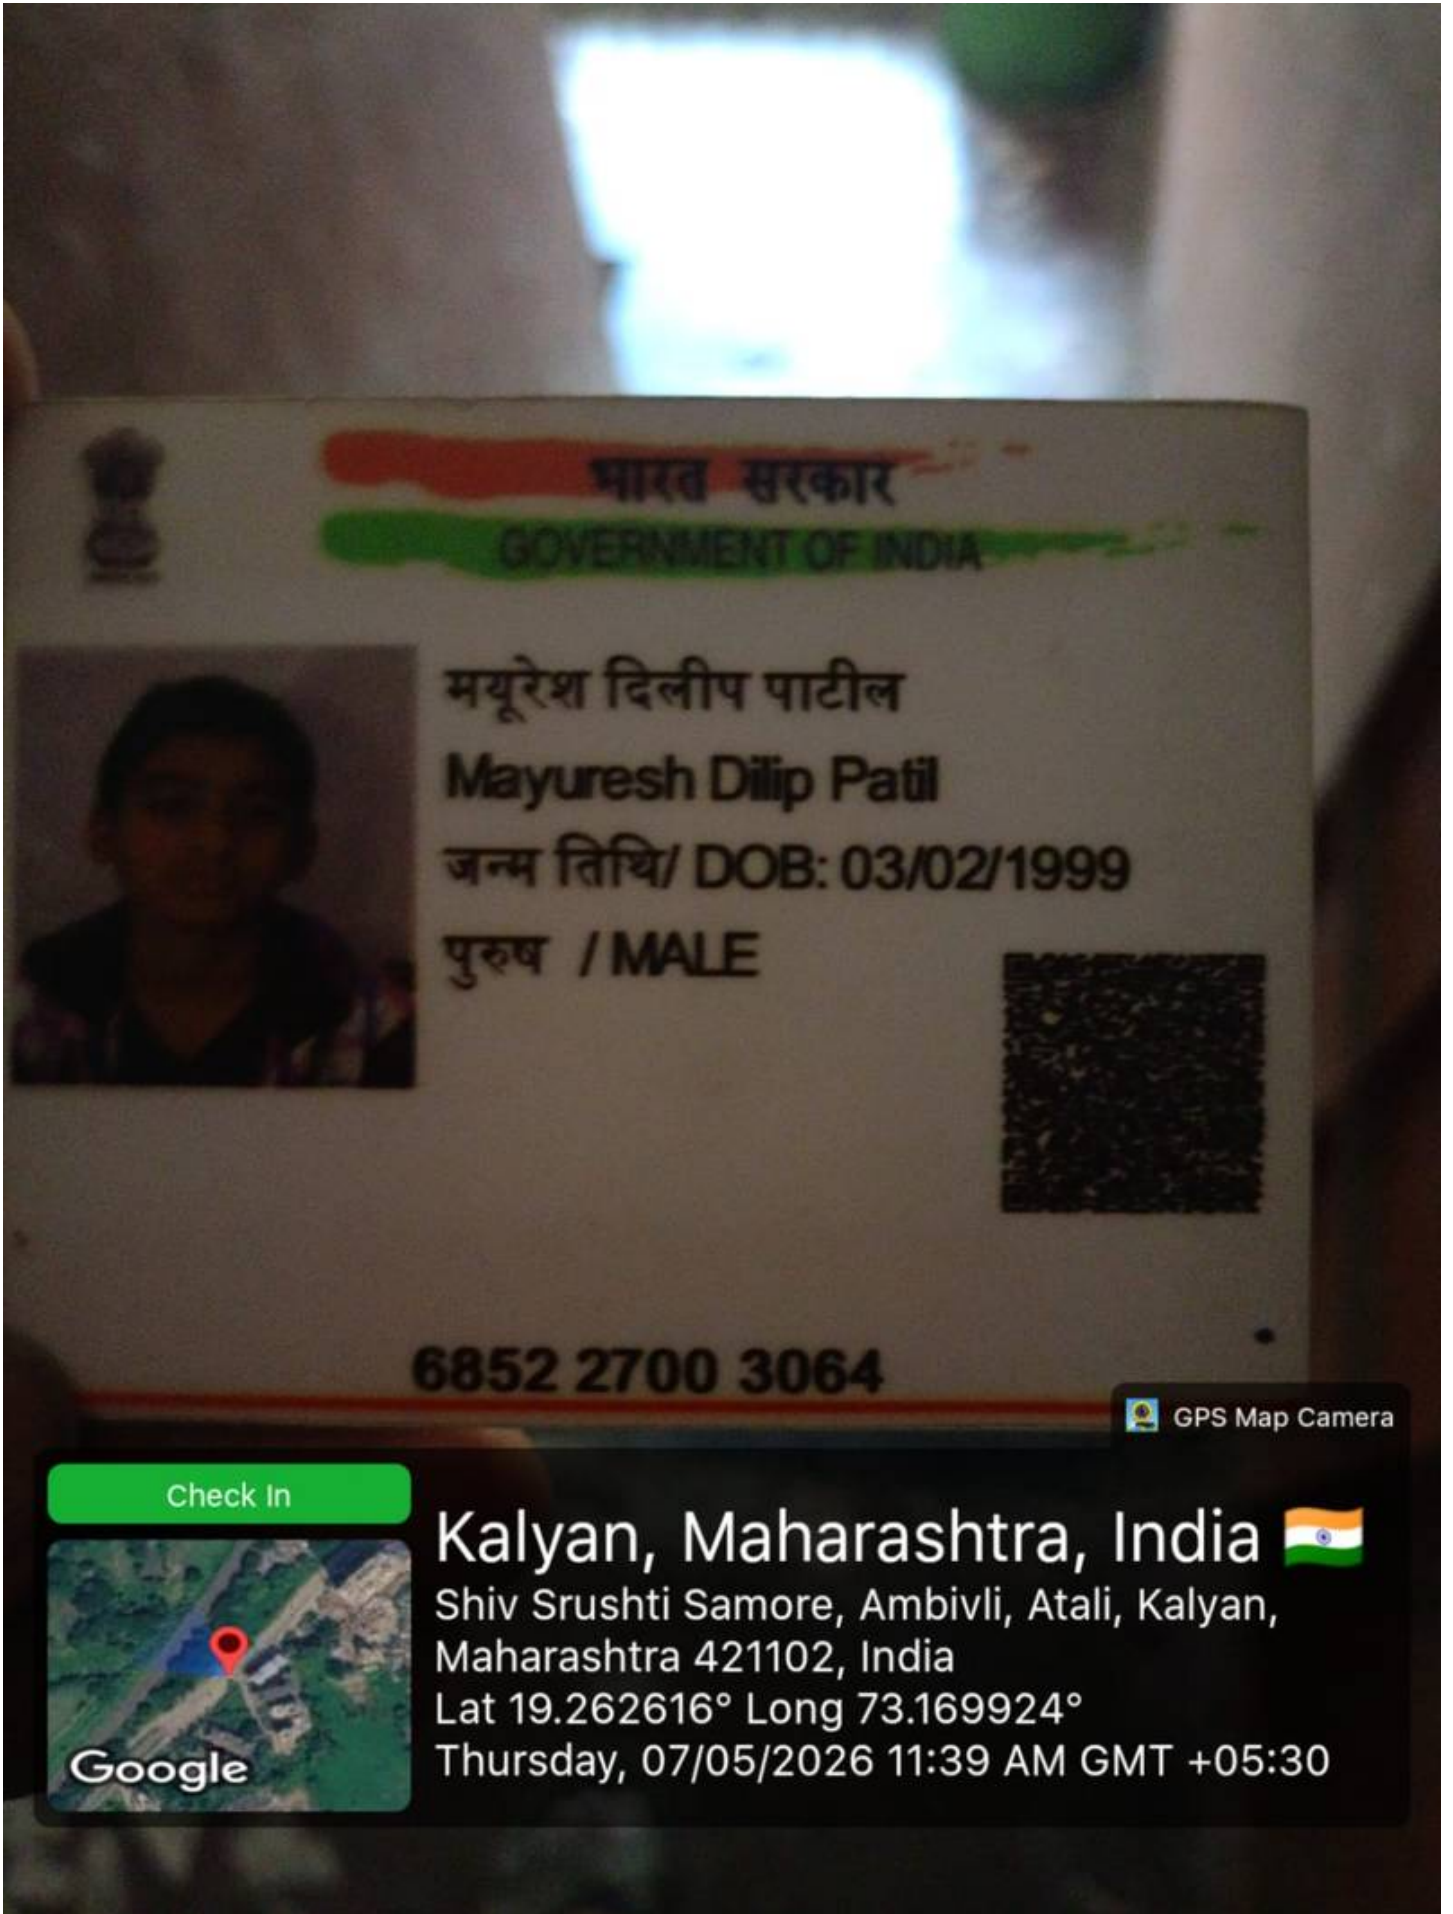 भारत सरकार
GOVERNMENT OF INDIA
मयूरेश दिलीप पाटील
Mayuresh Dilip Patil
जन्म तिथि/ DOB: 03/02/1999
पुरुष / MALE
6852 2700 3064
GPS Map Camera
Check In
Kalyan, Maharashtra, India
Shiv Srushti Samore, Ambivli, Atali, Kalyan,
Maharashtra 421102, India
Lat 19.262616° Long 73.169924°
Thursday, 07/05/2026 11:39 AM GMT +05:30
Google